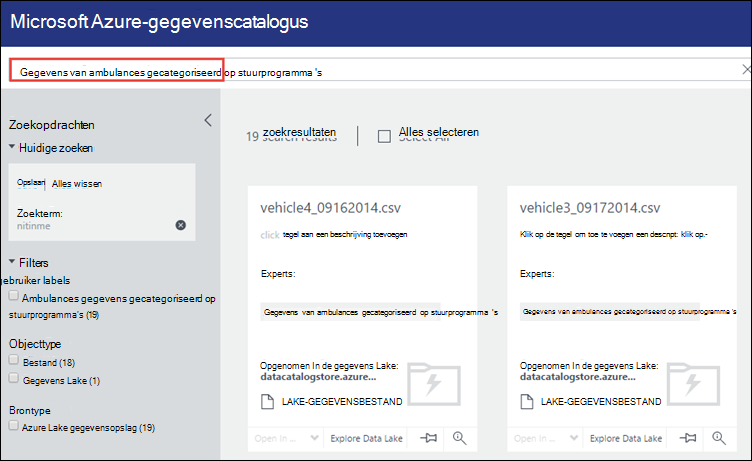 Microsoft Azure-gegevenscatalogus
Gegevens van ambulances gecategoriseerd op stuurprogramma 's
Zoekopdrachten
Huidige zoeken
Opslaan Alles wissen
Zoekterm:
nitinme
Filters
gebruiker labels
Ambulances gegevens gecategoriseerd op
stuurprogramma's (19)
Objecttype
Bestand (18)
Gegevens Lake (1)
Brontype
Azure Lake gegevensopslag (19)
19 zoekresultaten
Alles selecteren
vehicle4_09162014.csv
click tegel aan een beschrijving toevoegen
Experts:
Gegevens van ambulances gecategoriseerd op stuurprogramma 's
Opgenomen In de gegevens Lake:
datacatalogstore.azure...
LAKE-GEGEVENSBESTAND
Open In ... Explore Data Lake
vehicle3_09172014.csv
Klik op de tegel om toe te voegen een descnpt: klik op.-
Experts:
Gegevens van ambulances gecategoriseerd op stuurprogramma 's
Opgenomen In de gegevens Lake:
datacatalogstore.azure...
LAKE-GEGEVENSBESTAND
Open In ... Explore Data Lake